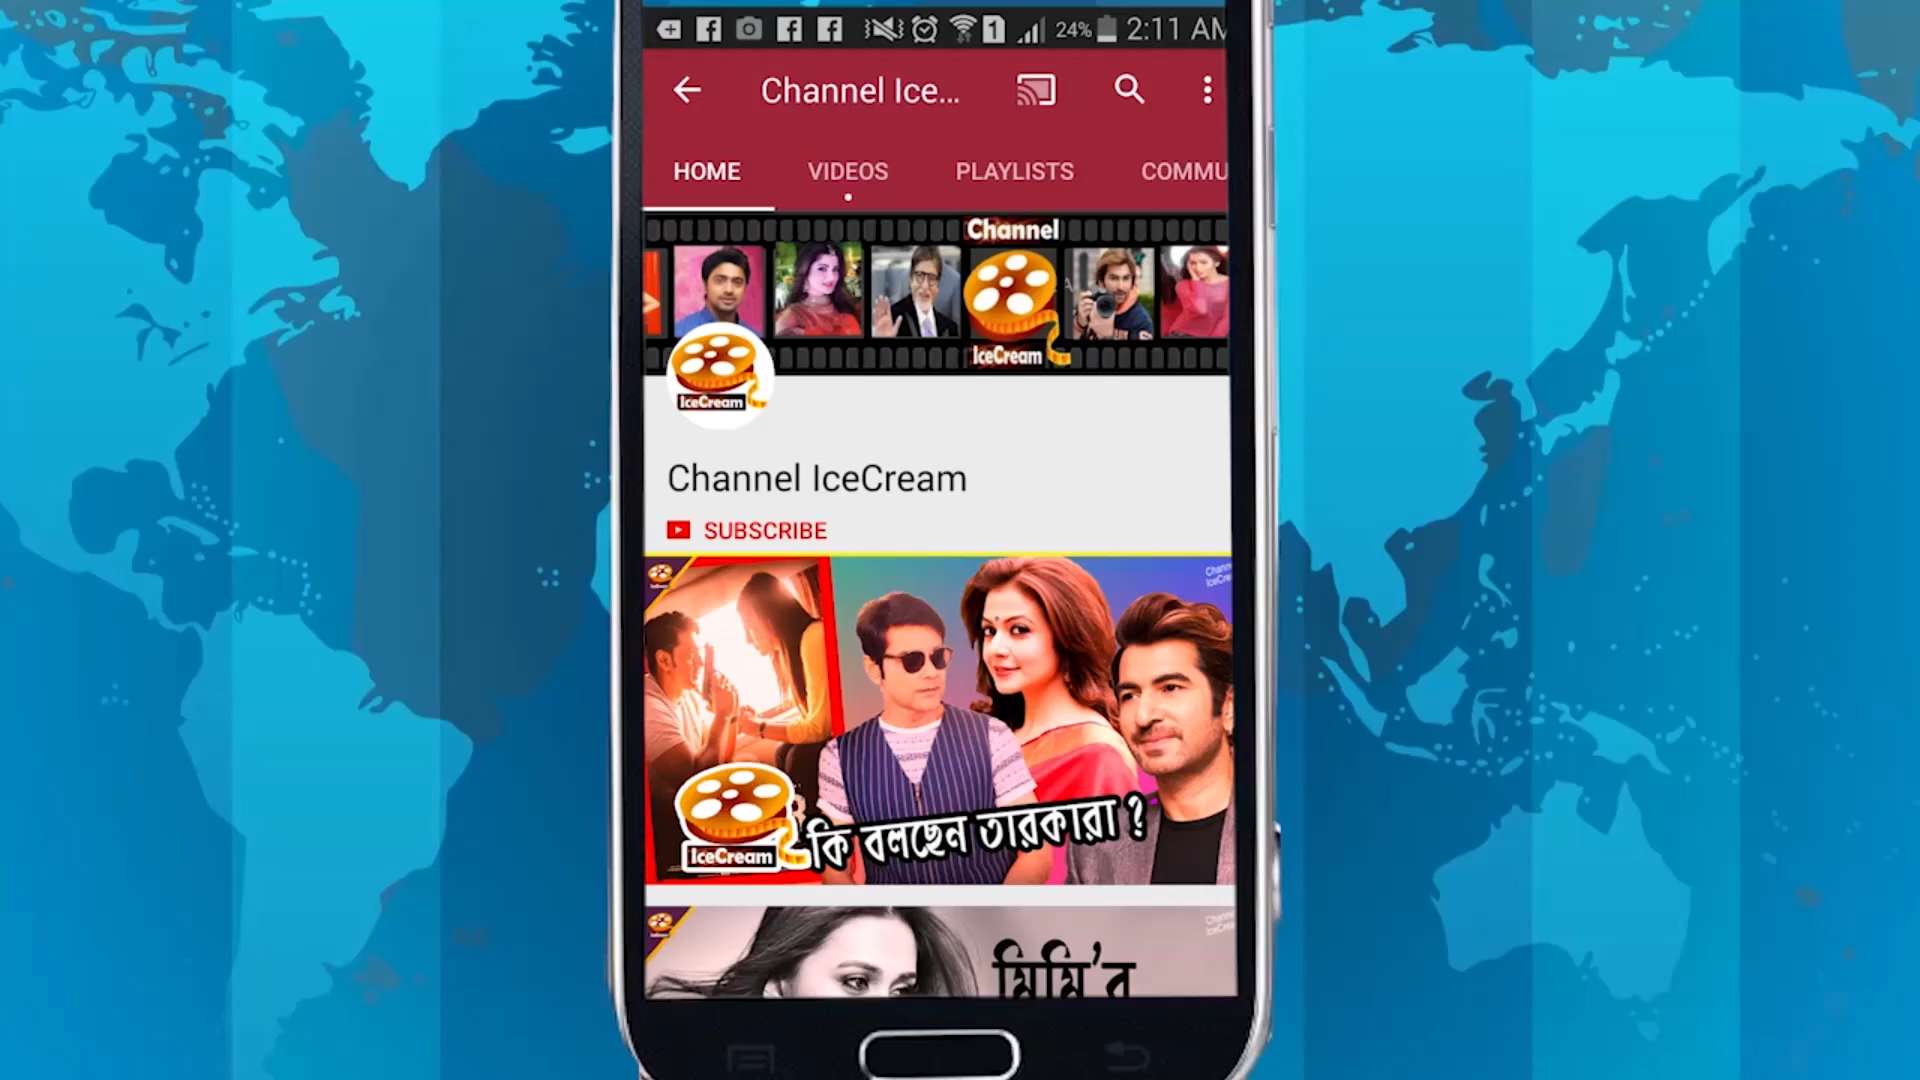 24% 2:11 AM
Channel Ice...
HOME VIDEOS PLAYLISTS COMMU
Channel
IceCream
IceCream
Channel IceCream
SUBSCRIBE
IceCream
কি বলছেন তারকারা ?
মিমি'র